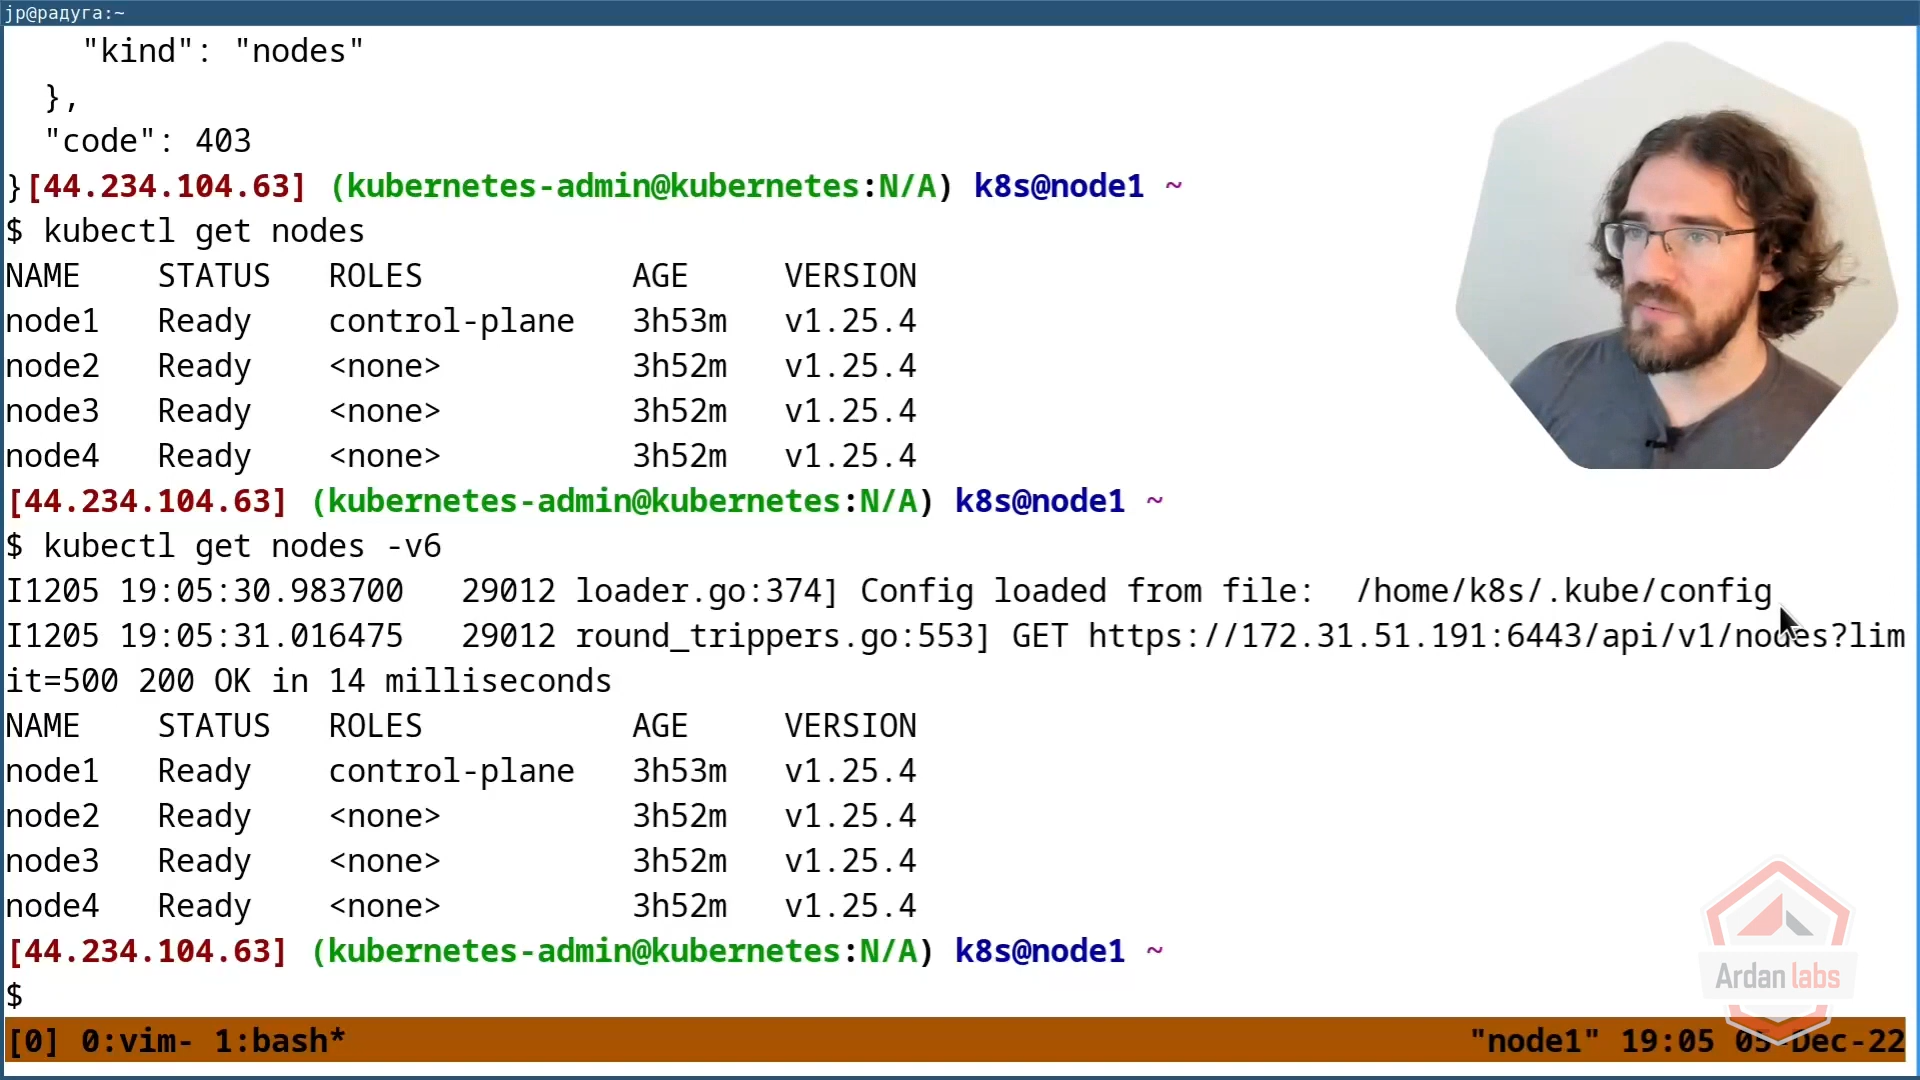 jp@радуга:~
"kind": "nodes"
},
"code": 403
}[44.234.104.63] (kubernetes-admin@kubernetes:N/A) k8s@node1 ~
$ kubectl get nodes
NAME STATUS ROLES AGE VERSION
node1 Ready control-plane 3h53m v1.25.4
node2 Ready <none> 3h52m v1.25.4
node3 Ready <none> 3h52m v1.25.4
node4 Ready <none> 3h52m v1.25.4
[44.234.104.63] (kubernetes-admin@kubernetes:N/A) k8s@node1 ~
$ kubectl get nodes -v6
I1205 19:05:30.983700 29012 loader.go:374] Config loaded from file: /home/k8s/.kube/config
I1205 19:05:31.016475 29012 round_trippers.go:553] GET https://172.31.51.191:6443/api/v1/nodes?lim
it=500 200 OK in 14 milliseconds
NAME STATUS ROLES AGE VERSION
node1 Ready control-plane 3h53m v1.25.4
node2 Ready <none> 3h52m v1.25.4
node3 Ready <none> 3h52m v1.25.4
node4 Ready <none> 3h52m v1.25.4
[44.234.104.63] (kubernetes-admin@kubernetes:N/A) k8s@node1 ~
$
Ardan labs
[0] 0:vim- 1:bash* "node1" 19:05 05-Dec-22